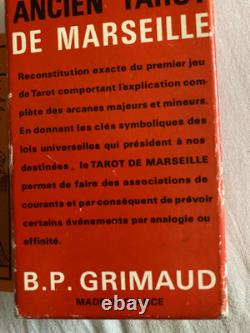 ANCIEN TAROT
DE MARSEILLE
Reconstitution exacte du premier jeu
de Tarot comportant l'explication com-
plète des arcanes majeurs et mineurs.
En donnant les clés symboliques des
lois universelles qui président à nos
destinées, le TAROT DE MARSEILLE
permet de faire des associations de
courants et par conséquent de prévoir
certains événements par analogie ou
affinité.
B.P. GRIMAUD
MADE